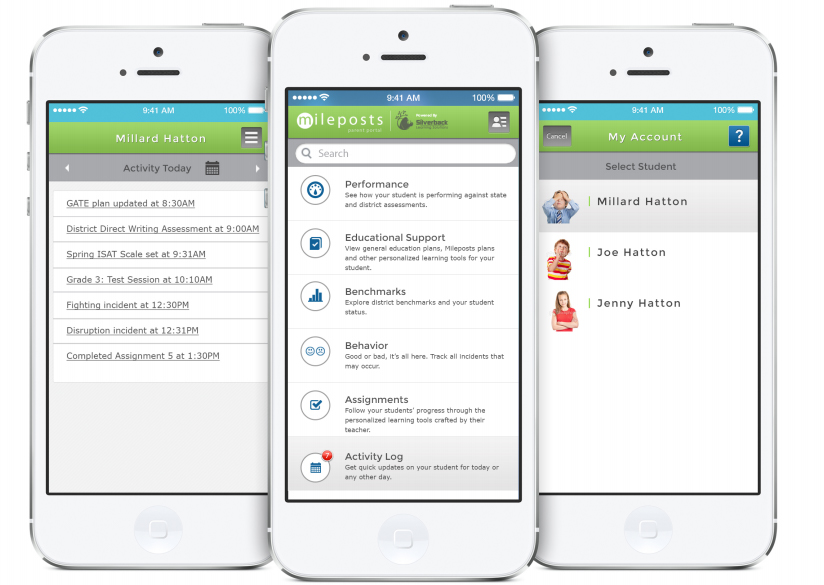 9:41 AM 100%
Millard Hatton
Activity Today
GATE plan updated at 8:30AM
District Direct Writing Assessment at 9:00AM
Spring ISAT Scale set at 9:31AM
Grade 3: Test Session at 10:10AM
Fighting incident at 12:30PM
Disruption incident at 12:31PM
Completed Assignment 5 at 1:30PM
9:41 AM 100%
mileposts
parent portal
Powered By
Silverback
Learning Solutions
Search
Performance
See how your student is performing against state
and district assessments.
Educational Support
View general education plans, Mileposts plans
and other personalized learning tools for your
student.
Benchmarks
Explore district benchmarks and your student
status.
Behavior
Good or bad, it's all here. Track all incidents that
may occur.
Assignments
Follow your students' progress through the
personalized learning tools crafted by their
teacher.
7
Activity Log
Get quick updates on your student for today or
any other day.
9:41 AM 100%
Cancel My Account ?
Select Student
Millard Hatton
Joe Hatton
Jenny Hatton